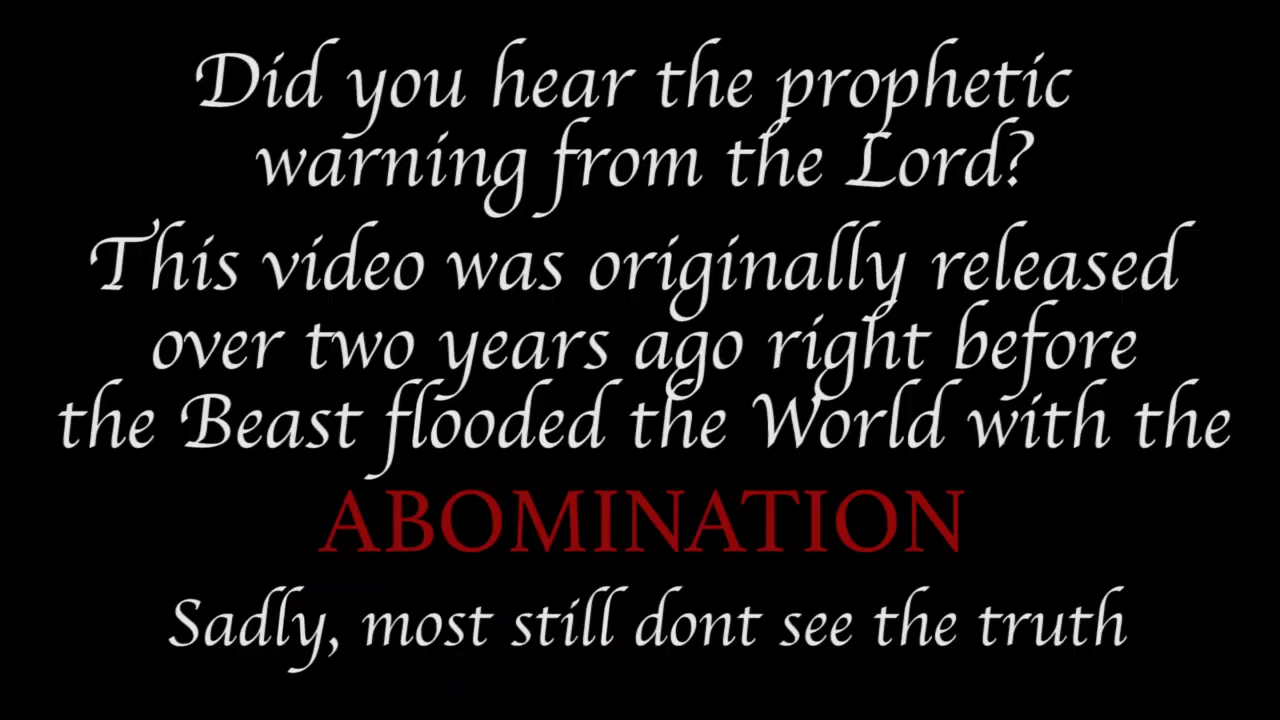 Did you hear the prophetic
warning from the Lord?
This video was originally released
over two years ago right before
the Beast flooded the World with the
ABOMINATION
Sadly, most still dont see the truth